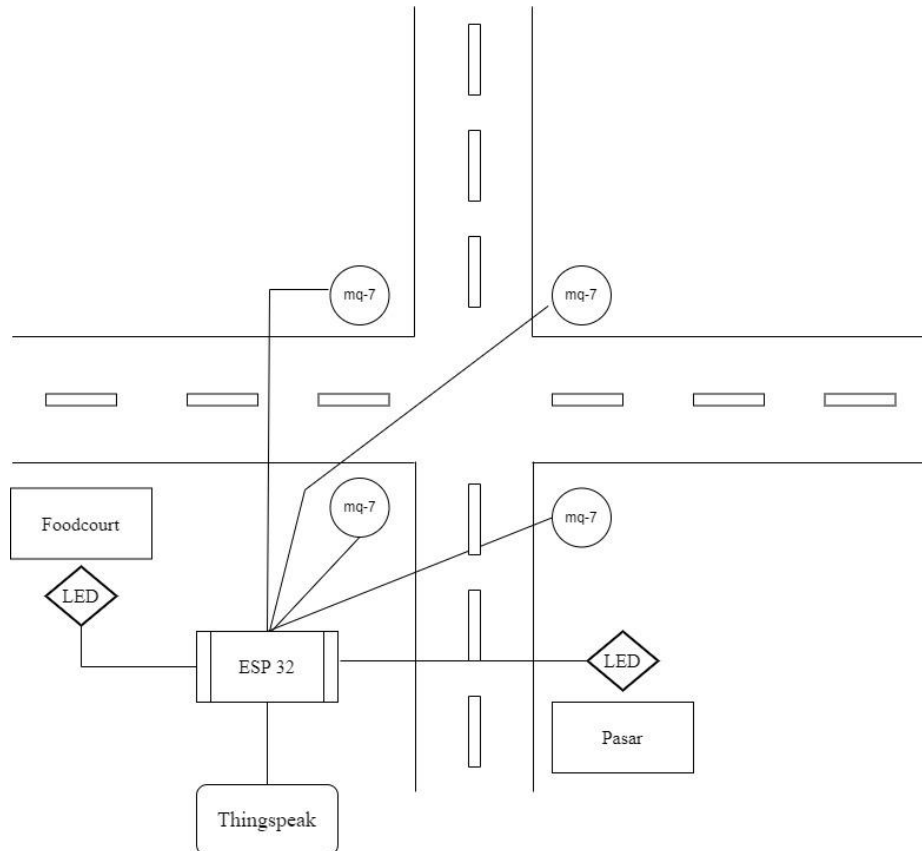 mq-7
mq-7
Foodcourt
mq-7
mq-7
LED
ESP 32
LED
Pasar
Thingspeak